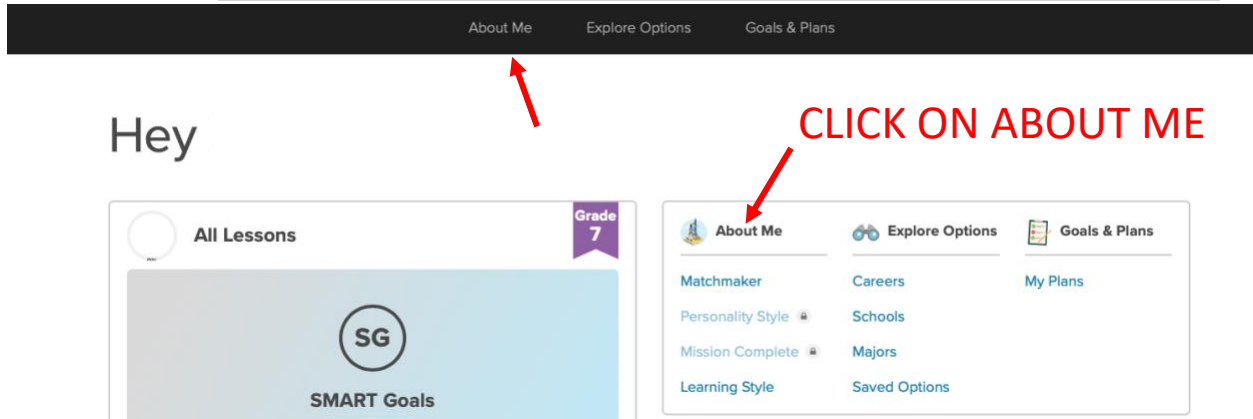 About Me Explore Options Goals & Plans
Hey
CLICK ON ABOUT ME
All Lessons
Grade
7
SG
SMART Goals
About Me Explore Options Goals & Plans
Matchmaker Careers My Plans
Personality Style Schools
Mission Complete Majors
Learning Style Saved Options